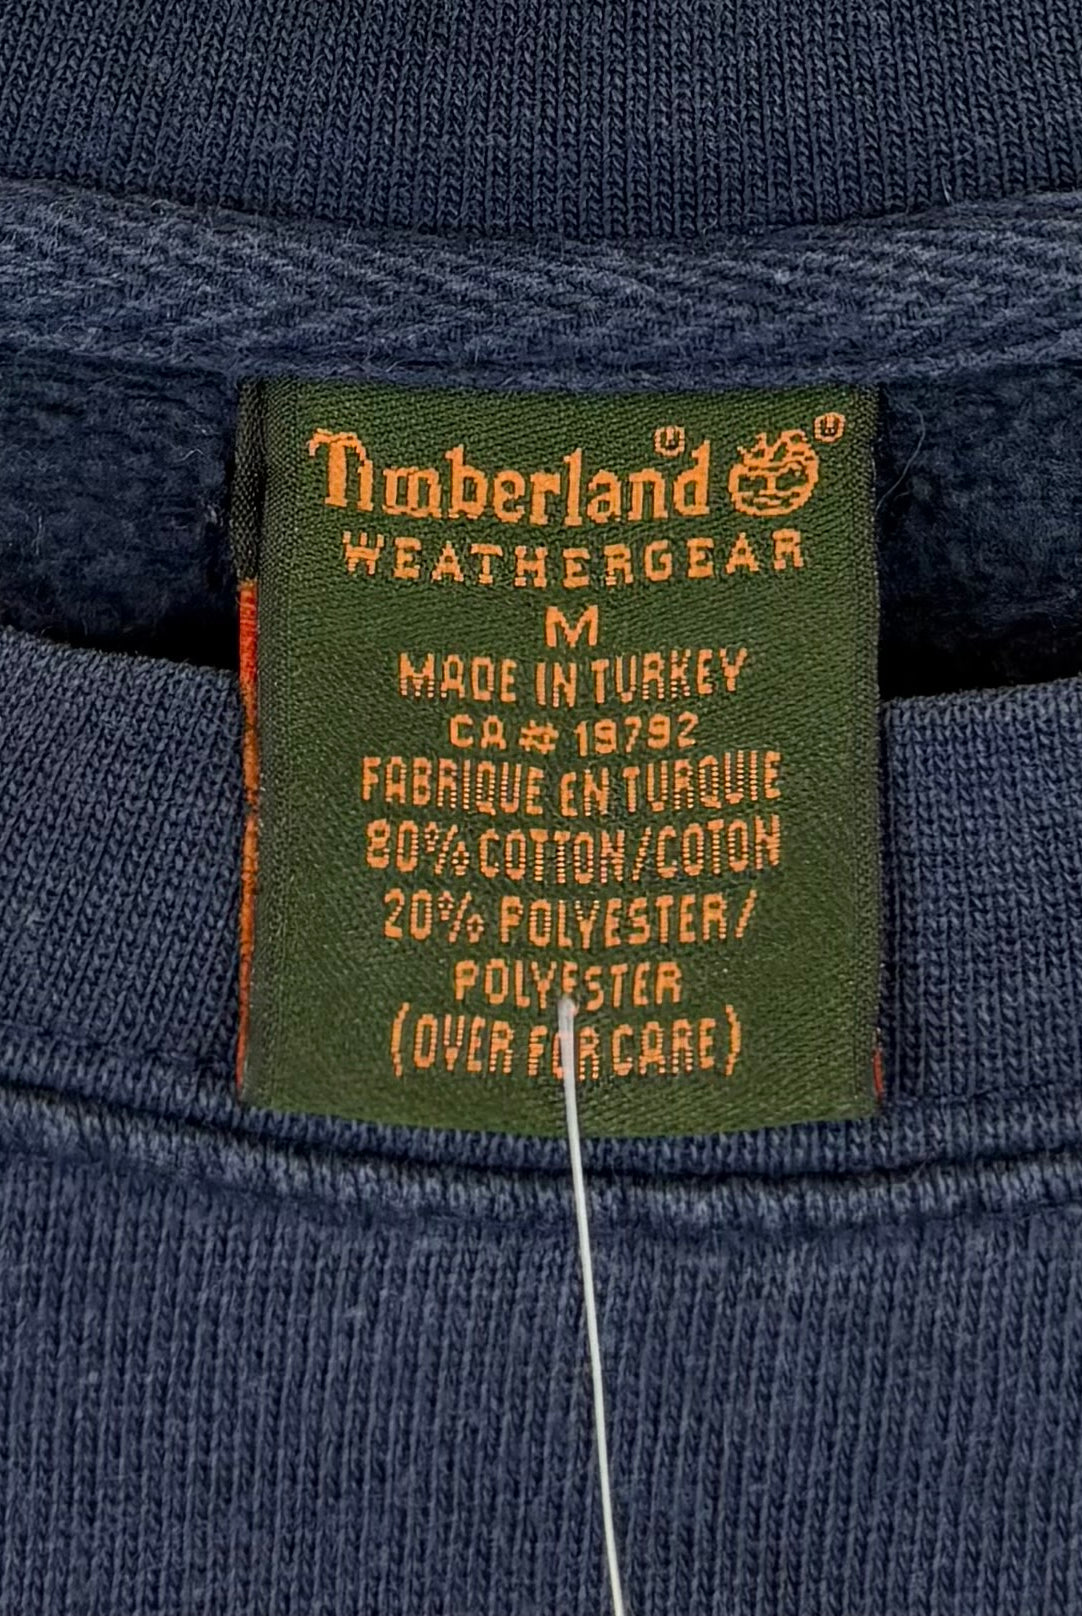 Timberland ®
WEATHERGEAR
M
MADE IN TURKEY
CA # 19792
FABRIQUE EN TURQUIE
80% COTTON/COTON
20% POLYESTER/
POLYESTER
(OVER FOR CARE)